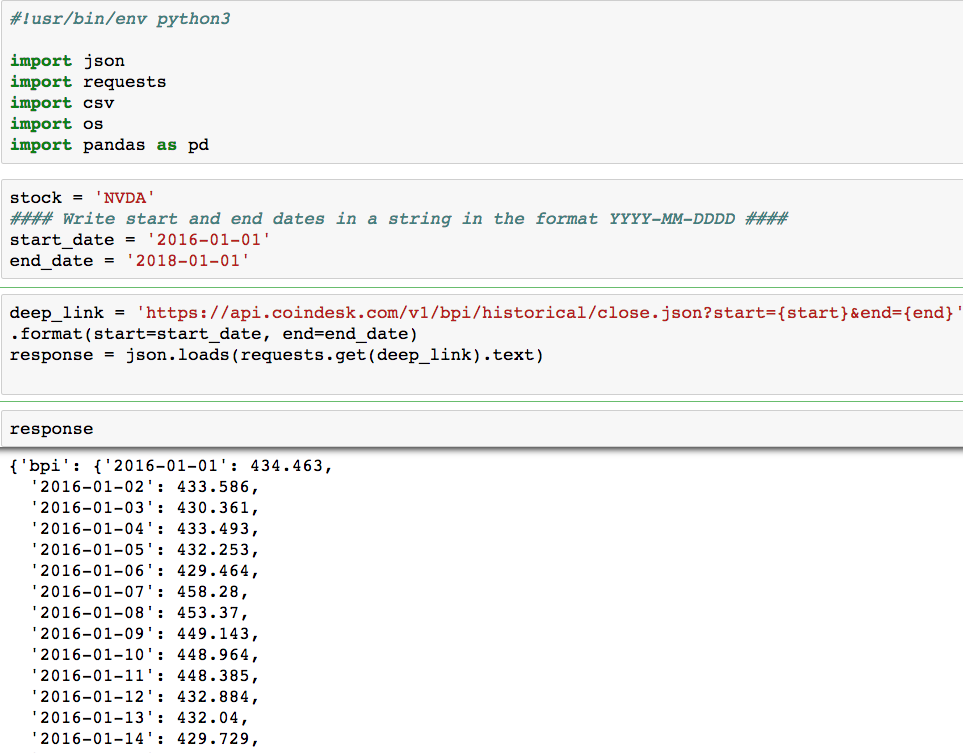 #!usr/bin/env python3
import json
import requests
import csv
import os
import pandas as pd
stock = 'NVDA'
#### Write start and end dates in a string in the format YYYY-MM-DDDD ####
start_date = '2016-01-01'
end_date = '2018-01-01'
deep_link = 'https://api.coindesk.com/v1/bpi/historical/close.json?start={start}&end={end}'
.format(start=start_date, end=end_date)
response = json.loads(requests.get(deep_link).text)
response
{'bpi': {'2016-01-01': 434.463,
'2016-01-02': 433.586,
'2016-01-03': 430.361,
'2016-01-04': 433.493,
'2016-01-05': 432.253,
'2016-01-06': 429.464,
'2016-01-07': 458.28,
'2016-01-08': 453.37,
'2016-01-09': 449.143,
'2016-01-10': 448.964,
'2016-01-11': 448.385,
'2016-01-12': 432.884,
'2016-01-13': 432.04,
'2016-01-14': 429.729,